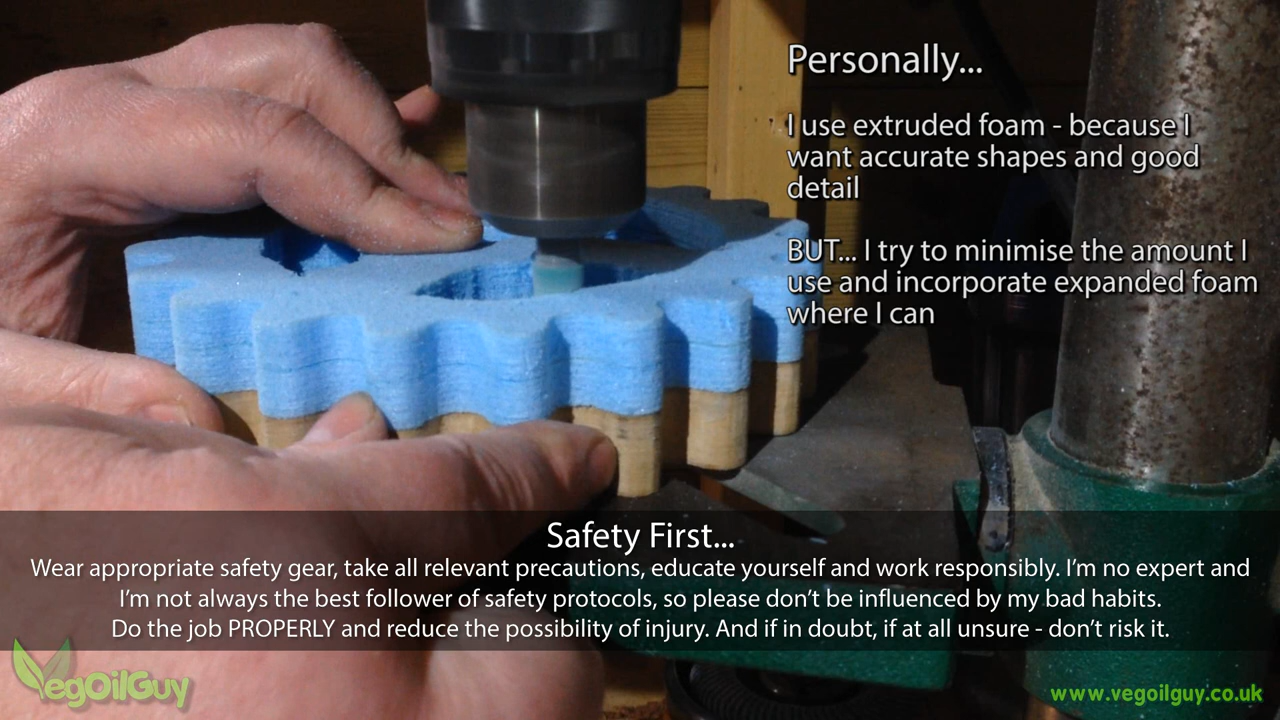 Personally...
I use extruded foam - because I
want accurate shapes and good
detail
BUT... I try to minimise the amount I
use and incorporate expanded foam
where I can
Safety First...
Wear appropriate safety gear, take all relevant precautions, educate yourself and work responsibly. I'm no expert and
I'm not always the best follower of safety protocols, so please don't be influenced by my bad habits.
Do the job PROPERLY and reduce the possibility of injury. And if in doubt, if at all unsure - don't risk it.
VegOilGuy
www.vegoilguy.co.uk